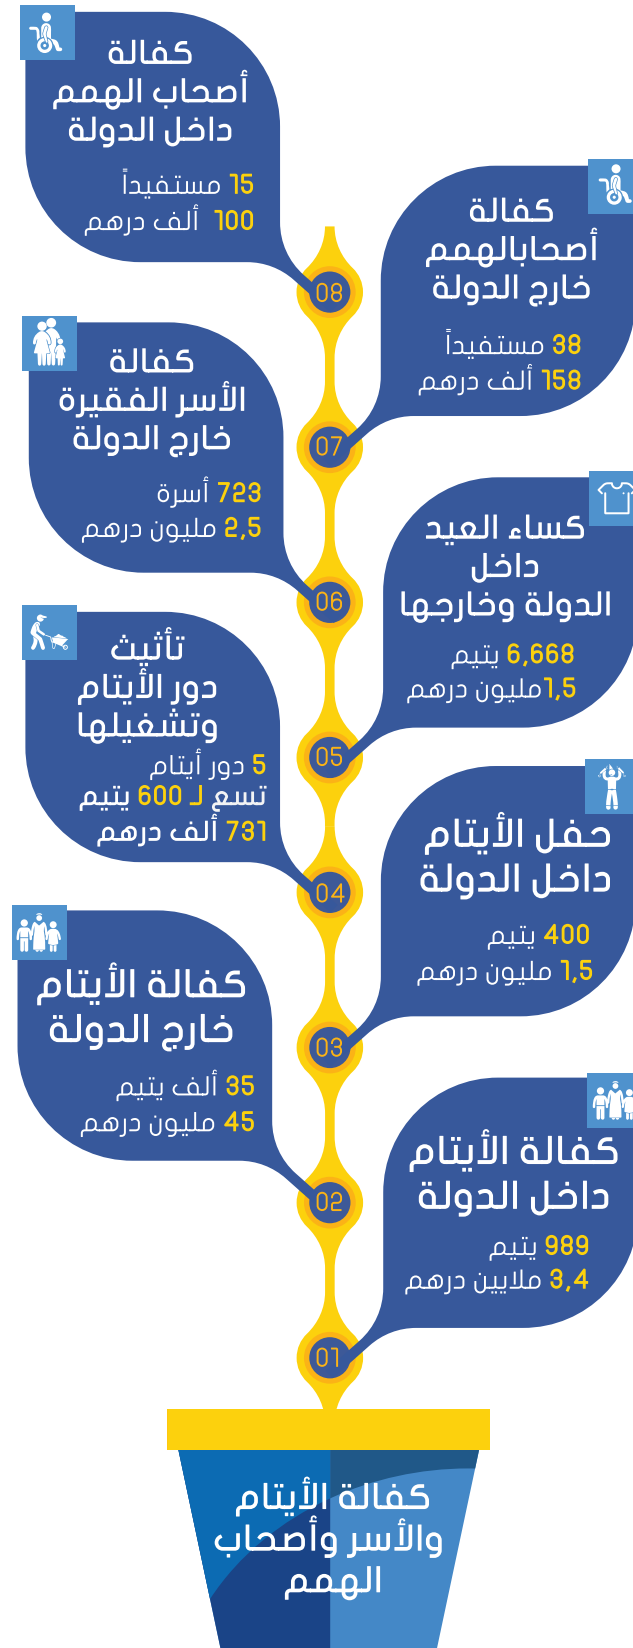 كفالة
أصحاب الهمم
داخل الدولة
15 مستفيداً
100 ألف درهم
08
كفالة
أصحابالهمم
خارج الدولة
38 مستفيداً
158 ألف درهم
07
كفالة
الأسر الفقيرة
خارج الدولة
723 أسرة
2,5 مليون درهم
06
كساء العيد
داخل
الدولة وخارجها
6,668 يتيم
1,5مليون درهم
05
تأثيث
دور الأيتام
وتشغيلها
5 دور أيتام
تسع لـ 600 يتيم
731 ألف درهم
04
حفل الأيتام
داخل الدولة
400 يتيم
1,5 مليون درهم
03
كفالة الأيتام
خارج الدولة
35 ألف يتيم
45 مليون درهم
02
كفالة الأيتام
داخل الدولة
989 يتيم
3,4 ملايين درهم
01
كفالة الأيتام
والأسر وأصحاب
الهمم